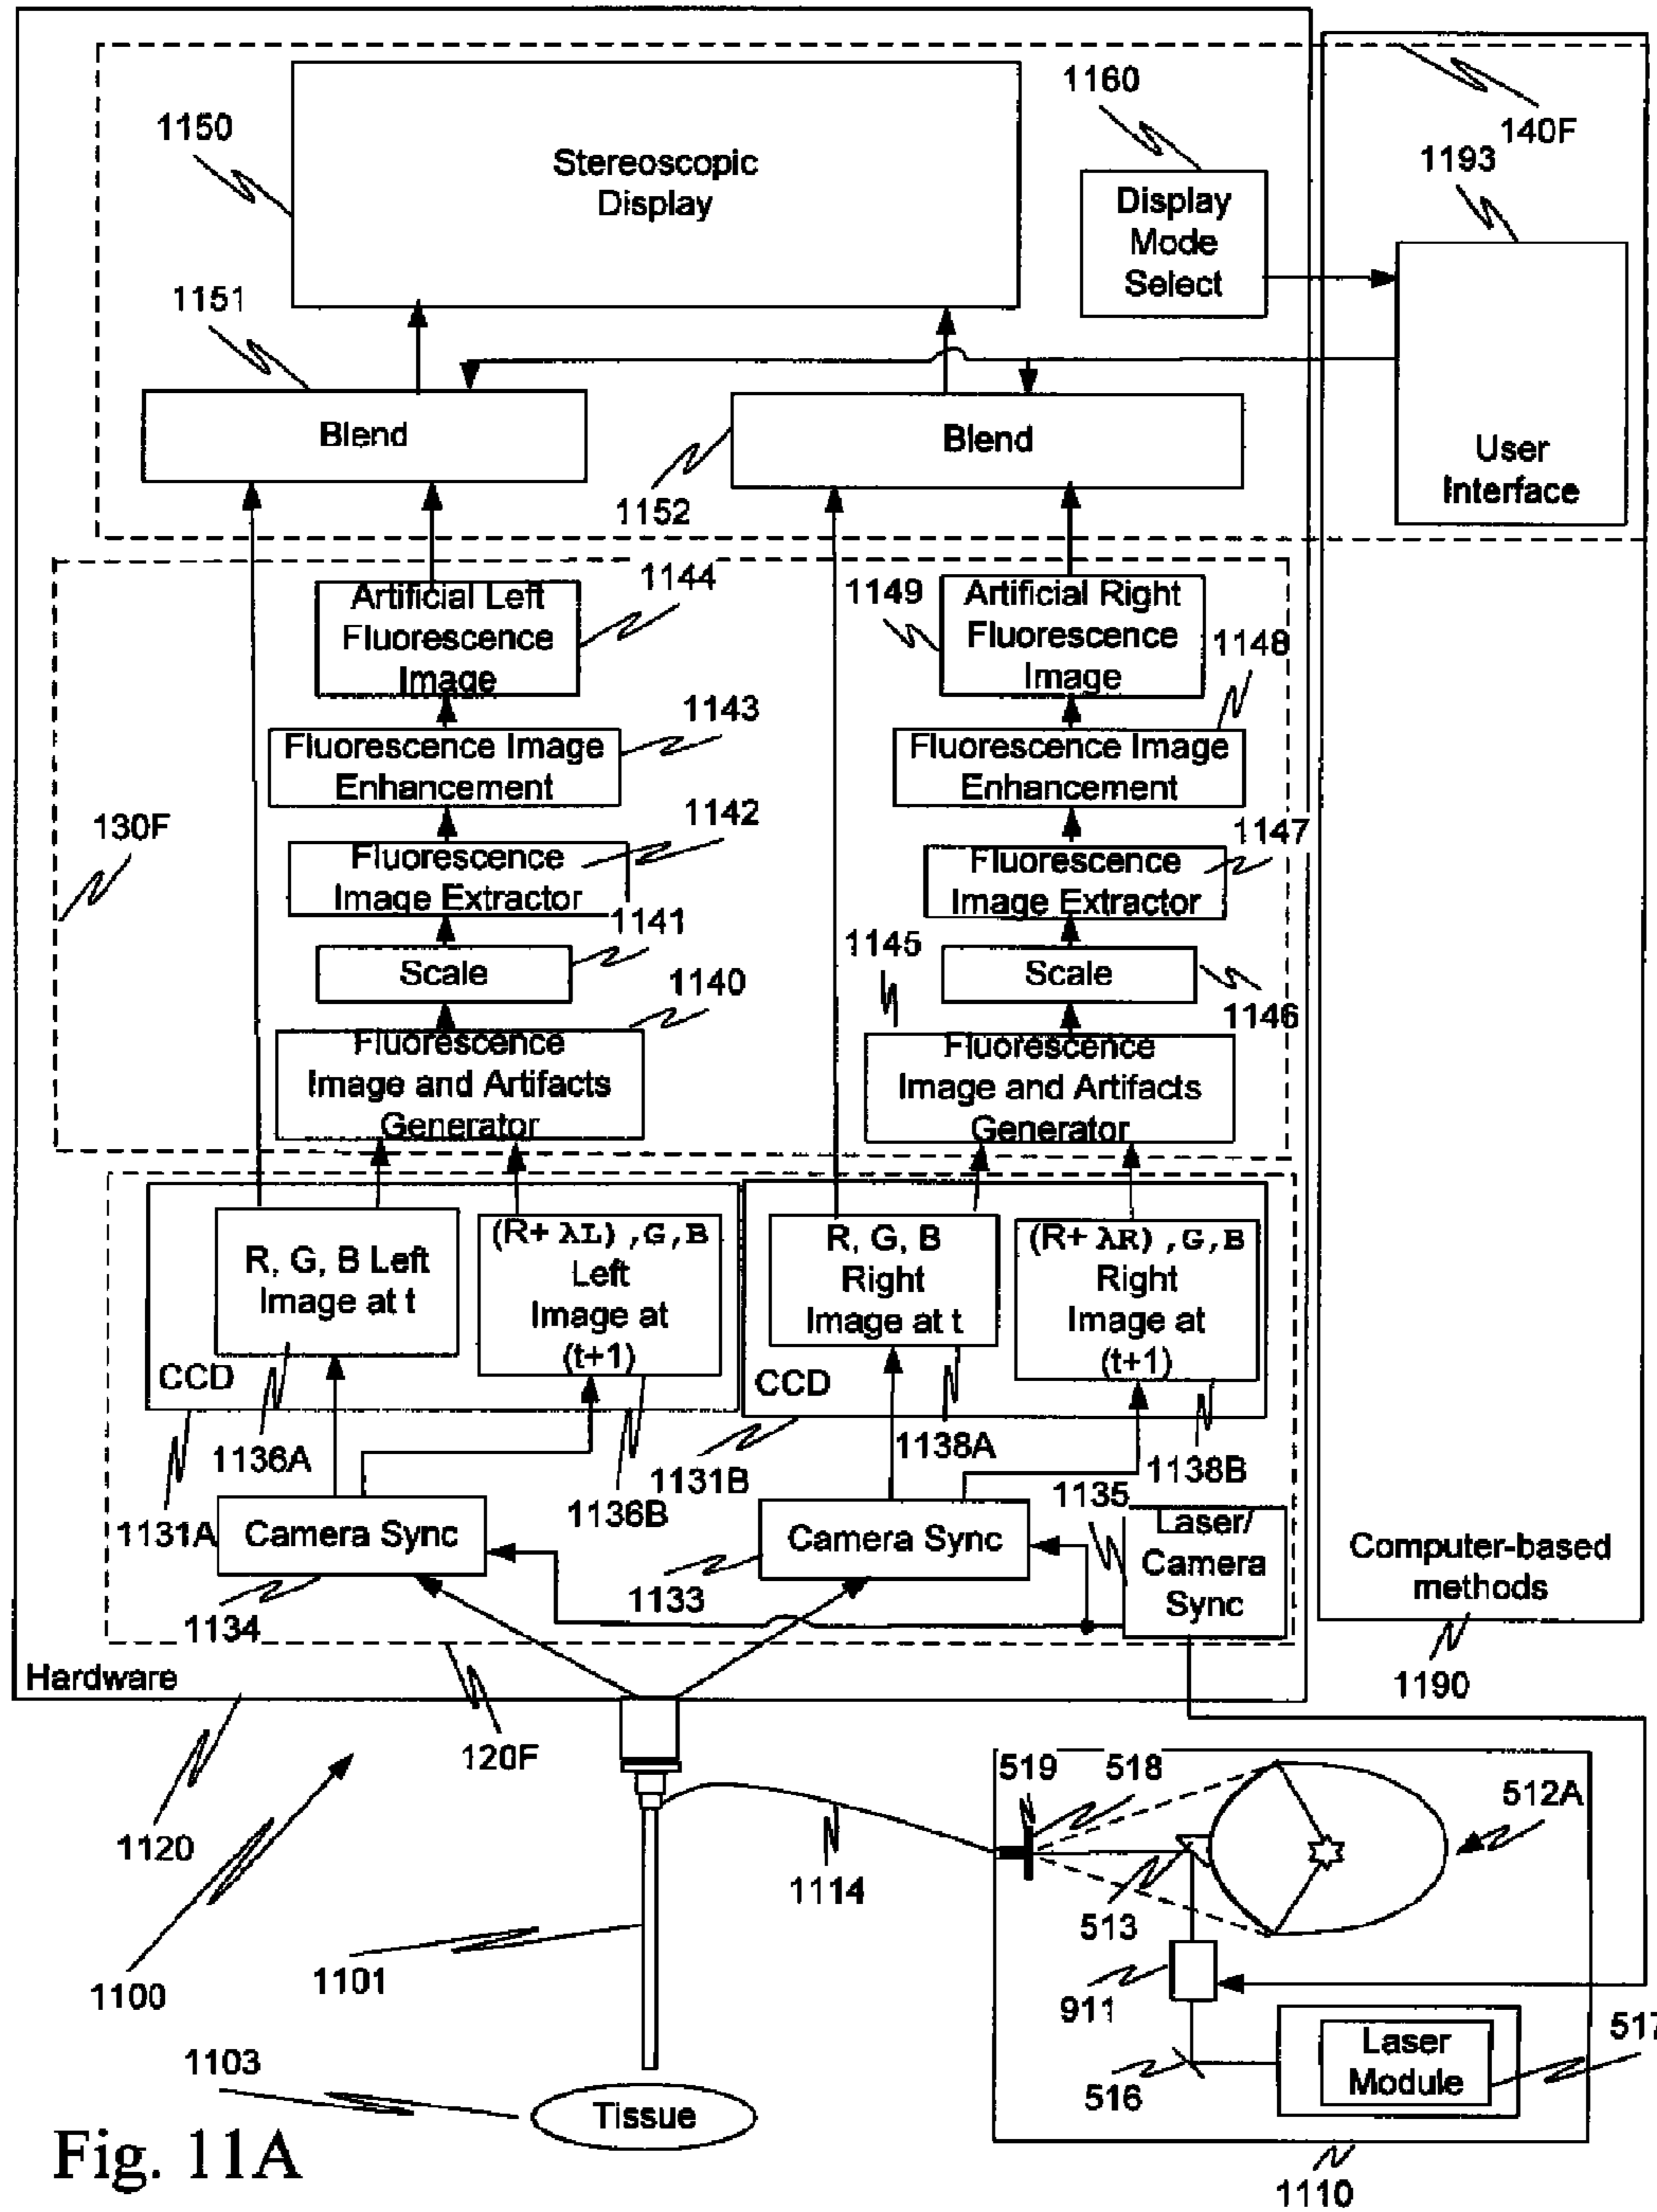 1160
140F
1150
Stereoscopic
Display
1193
Display
Mode
Select
1151
Blend
Blend
User
Interface
1152
1144
1149
Artificial Left
Fluorescence
Image
Artificial Right
Fluorescence
Image
1148
1143
Fluorescence Image
Enhancement
Fluorescence Image
Enhancement
130F
1142
1147
Fluorescence
Image Extractor
Fluorescence
Image Extractor
1141
1145
Scale
Scale
1140
1146
Fluorescence
Image and Artifacts
Generator
Fluorescence
Image and Artifacts
Generator
R, G, B Left
Image at t
(R+ λL) ,G,B
Left
Image at
(t+1)
R, G, B
Right
Image at t
(R+ λR) ,G,B
Right
Image at
(t+1)
CCD
CCD
1136A
1131B
1138A
1138B
1131A
1136B
1135
Camera Sync
Camera Sync
Laser/
Camera
Sync
Computer-based
methods
1134
1133
Hardware
1190
120F
519
518
512A
1120
1114
513
1100
1101
911
517
Laser
Module
516
1103
Tissue
Fig. 11A
1110